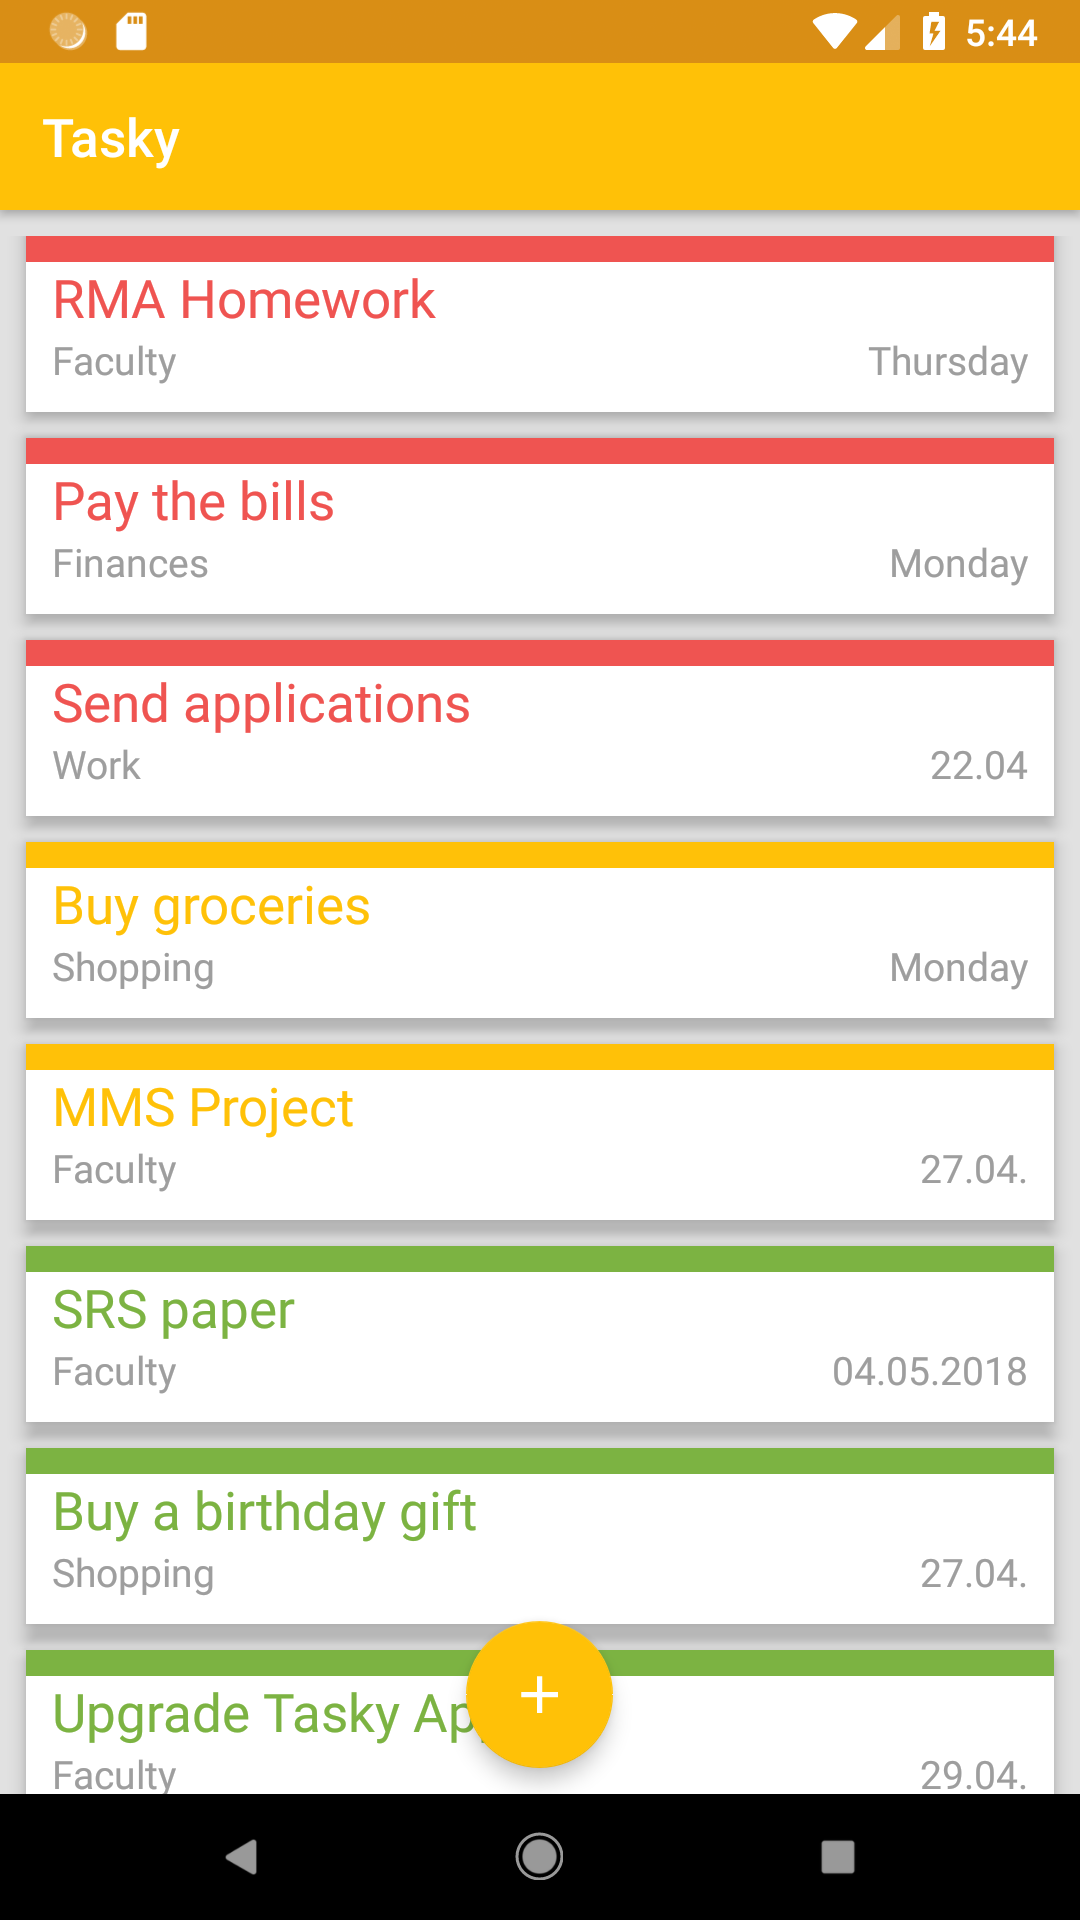 5:44
Tasky
RMA Homework
Faculty Thursday
Pay the bills
Finances Monday
Send applications
Work 22.04
Buy groceries
Shopping Monday
MMS Project
Faculty 27.04.
SRS paper
Faculty 04.05.2018
Buy a birthday gift
Shopping 27.04.
Upgrade Tasky
Faculty 29.04.